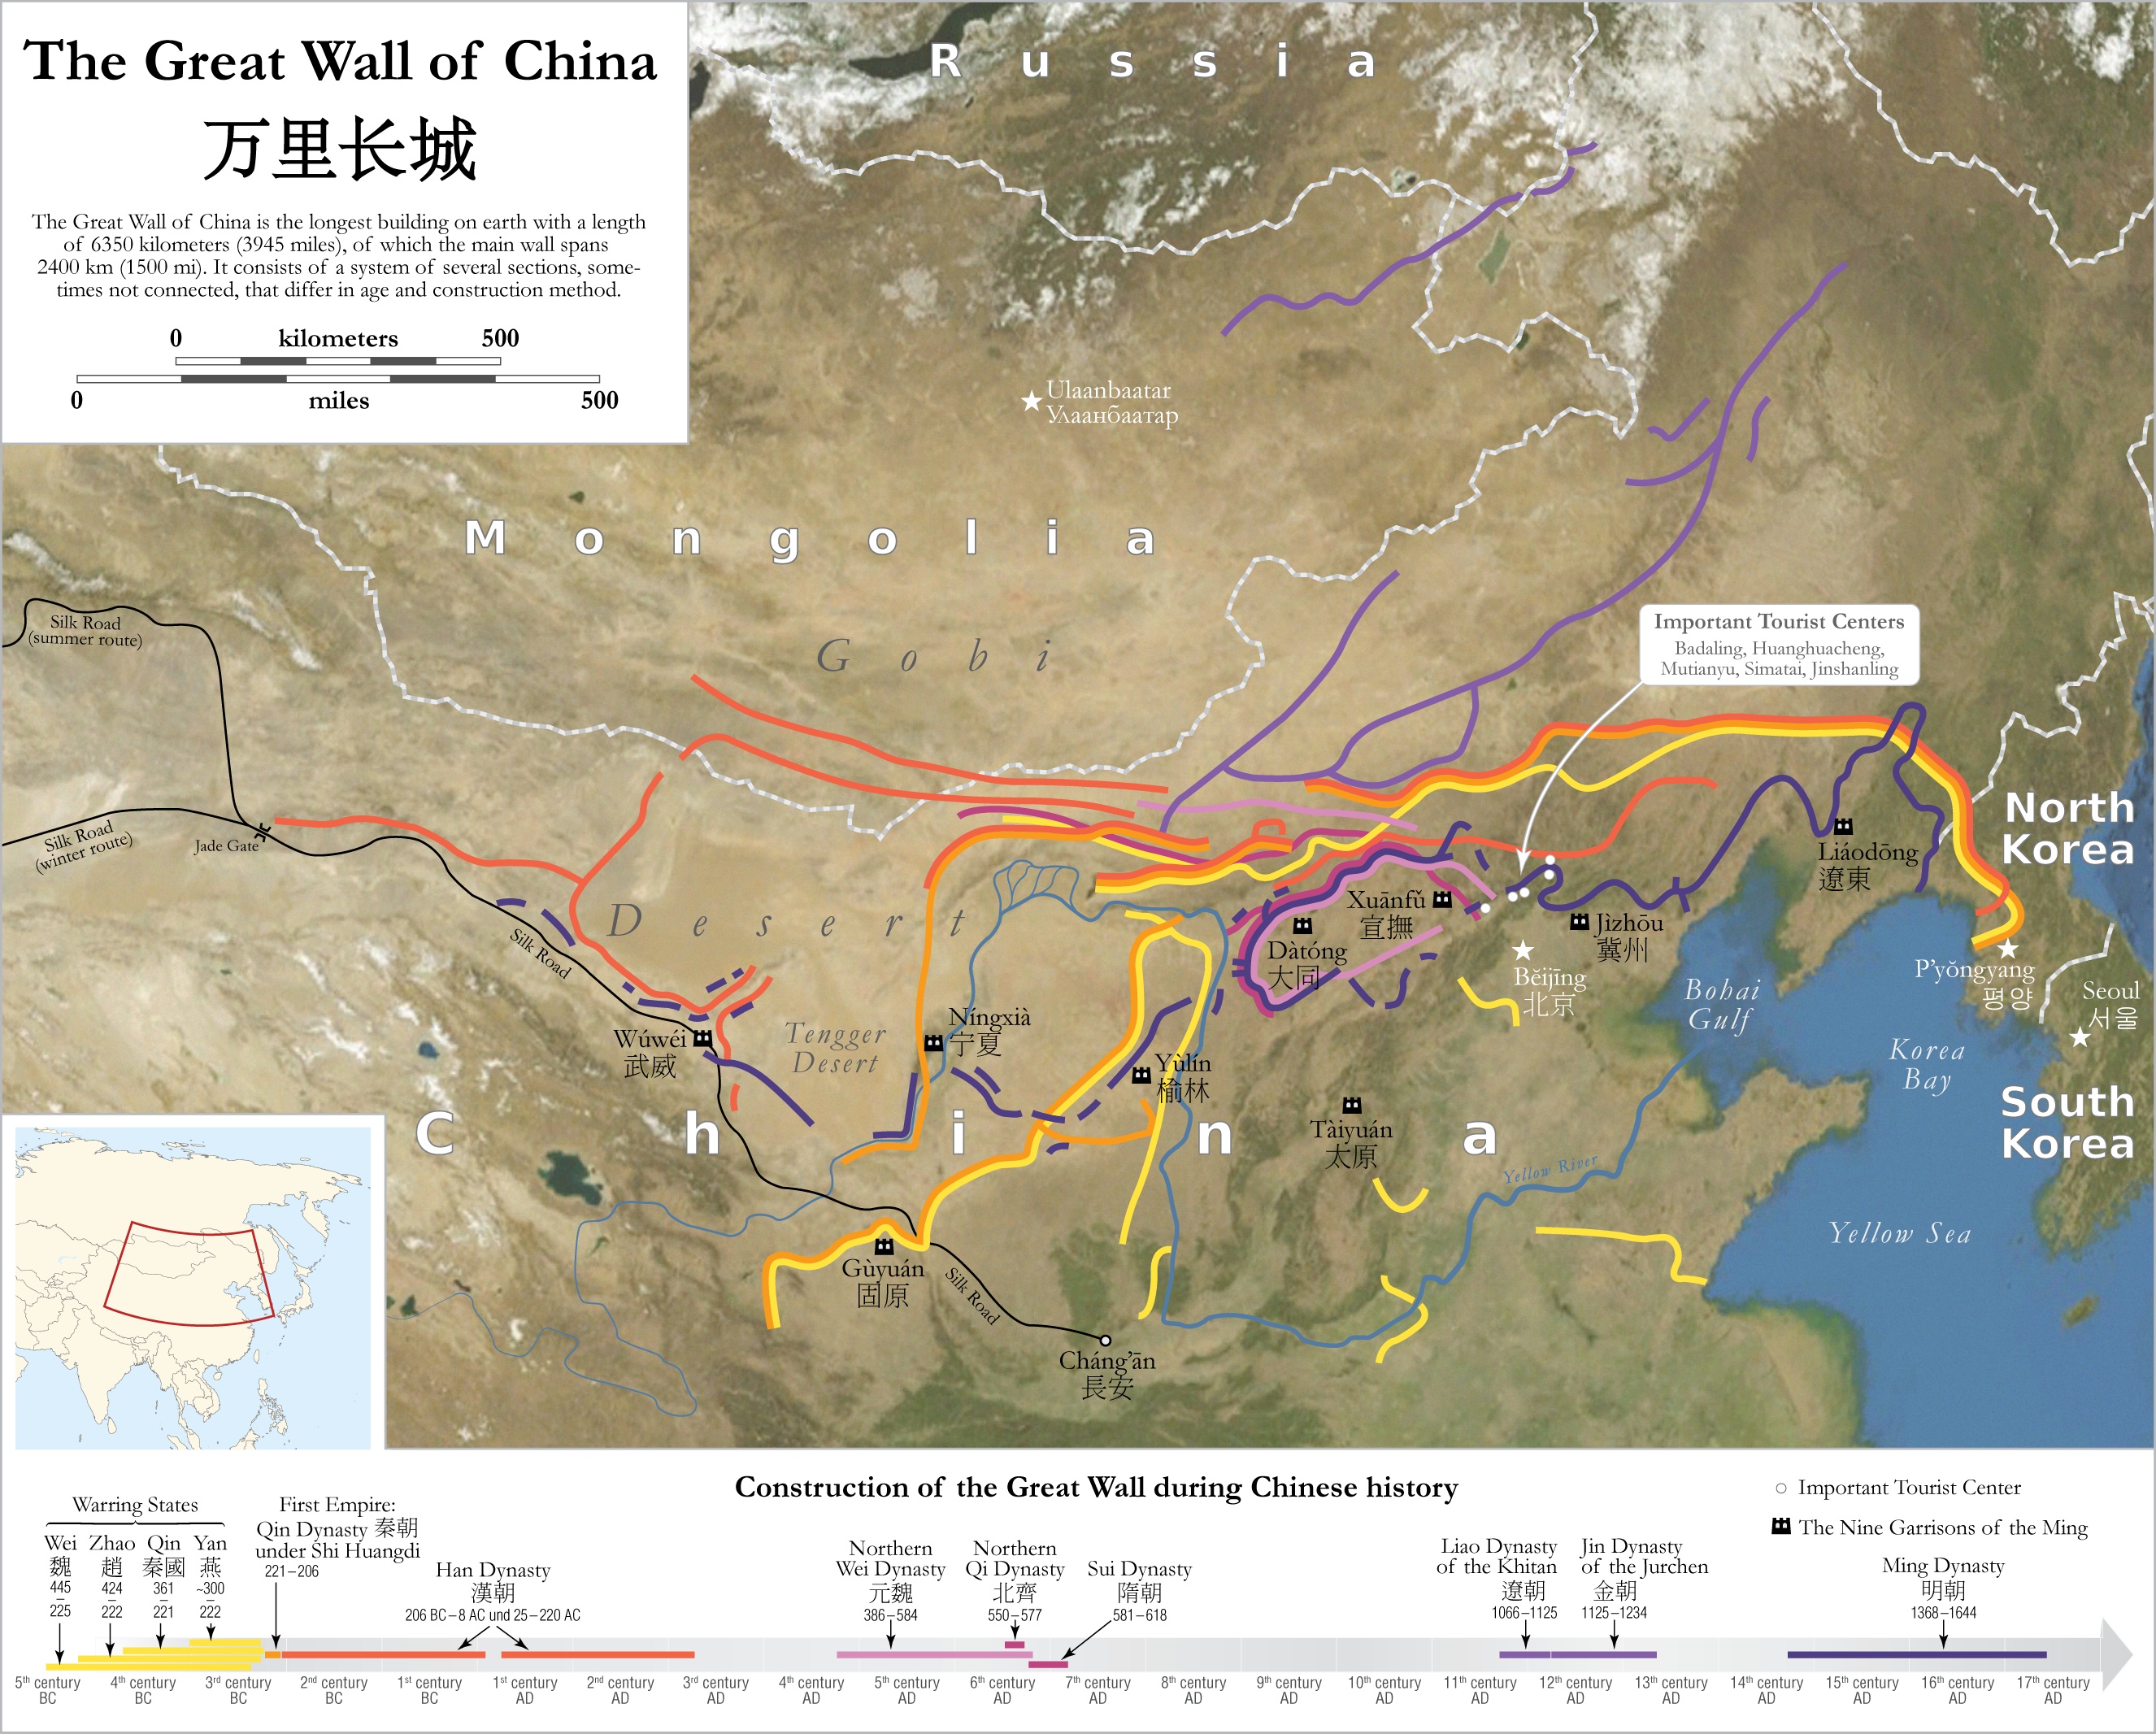 The Great Wall of China
万里长城
The Great Wall of China is the longest building on earth with a length
of 6350 kilometers (3945 miles), of which the main wall spans
2400 km (1500 mi). It consists of a system of several sections, some-
times not connected, that differ in age and construction method.
0 kilometers 500
0 miles 500
Russia
Ulaanbaatar
Улаанбаатар
Mongolia
Gobi
Desert
Silk Road
(summer route)
Silk Road
(winter route)
Jade Gate
Important Tourist Centers
Badaling, Huanghuacheng,
Mutianyu, Simatai, Jinshanling
North
Korea
Liáodōng
遼東
Xuānfǔ
宣撫
Jìzhōu
冀州
Dàtóng
大同
Běijīng
北京
P'yŏngyang
평양
Seoul
서울
Bohai
Gulf
Korea
Bay
Silk Road
Wúwéi
武威
Tengger
Desert
Níngxià
宁夏
Yùlín
榆林
China
Tàiyuán
太原
South
Korea
Yellow River
Yellow Sea
Gùyuán
固原
Silk Road
Cháng'ān
長安
Construction of the Great Wall during Chinese history
Important Tourist Center
The Nine Garrisons of the Ming
Warring States
Wei
魏
445
–
225
Zhao
趙
424
–
222
Qin
秦國
361
–
221
Yan
燕
~300
–
222
First Empire:
Qin Dynasty 秦朝
under Shi Huangdi
221–206
Han Dynasty
漢朝
206 BC–8 AC und 25–220 AC
Northern
Wei Dynasty
元魏
386–584
Northern
Qi Dynasty
北齊
550–577
Sui Dynasty
隋朝
581–618
Liao Dynasty
of the Khitan
遼朝
1066–1125
Jin Dynasty
of the Jurchen
金朝
1125–1234
Ming Dynasty
明朝
1368–1644
5th century
BC
4th century
BC
3rd century
BC
2nd century
BC
1st century
BC
1st century
AD
2nd century
AD
3rd century
AD
4th century
AD
5th century
AD
6th century
AD
7th century
AD
8th century
AD
9th century
AD
10th century
AD
11th century
AD
12th century
AD
13th century
AD
14th century
AD
15th century
AD
16th century
AD
17th century
AD